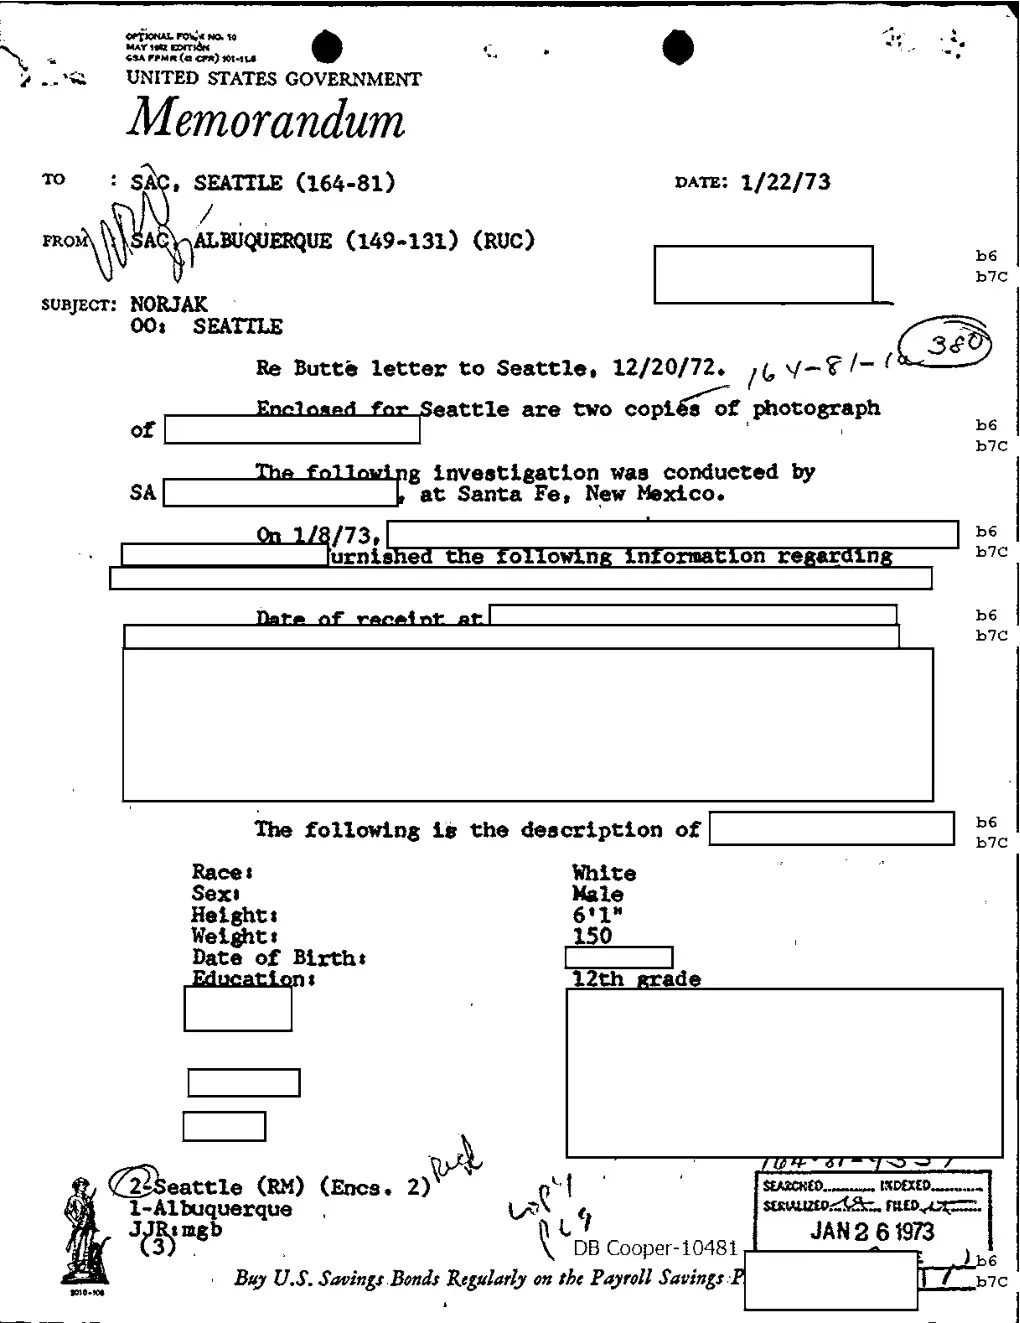 OPTIONAL FORM NO. 10
MAY 1962 EDITION
GSA FPMR (41 CFR) 101-11.6
UNITED STATES GOVERNMENT
Memorandum
TO : SAC, SEATTLE (164-81) DATE: 1/22/73
FROM SAC, ALBUQUERQUE (149-131) (RUC)
b6
b7C
SUBJECT: NORJAK
OO: SEATTLE
380
Re Butte letter to Seattle, 12/20/72. 164-81-1a
Enclosed for Seattle are two copies of photograph
of
b6
b7C
The following investigation was conducted by
SA , at Santa Fe, New Mexico.
On 1/8/73,
b6
urnished the following information regarding
b7C
Date of receipt at
b6
b7C
The following is the description of
b6
b7C
Race: White
Sex: Male
Height: 6'1"
Weight: 150
Date of Birth:
Education: 12th grade
2-Seattle (RM) (Encs. 2)
1-Albuquerque
JJR:mgb
(3)
copy
SEARCHED INDEXED
SERIALIZED FILED
JAN 26 1973
DB Cooper-10481
b6
b7C
Buy U.S. Savings Bonds Regularly on the Payroll Savings P
5010-108